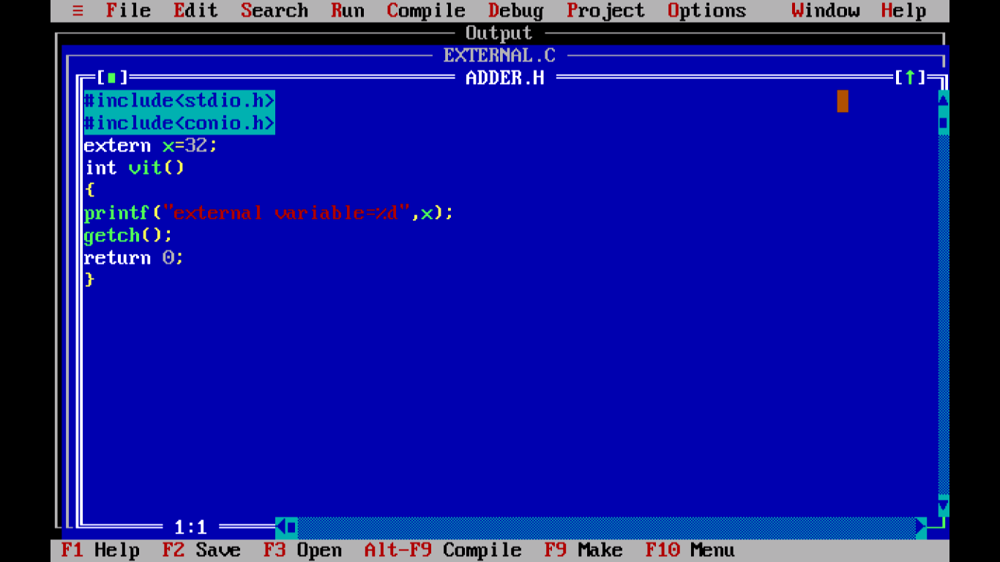 ≡ File Edit Search Run Compile Debug Project Options Window Help
Output
EXTERNAL.C
[■] ADDER.H [↑]
#include<stdio.h>
#include<conio.h>
extern x=32;
int vit()
{
printf("external variable=%d",x);
getch();
return 0;
}
1:1
F1 Help F2 Save F3 Open Alt-F9 Compile F9 Make F10 Menu